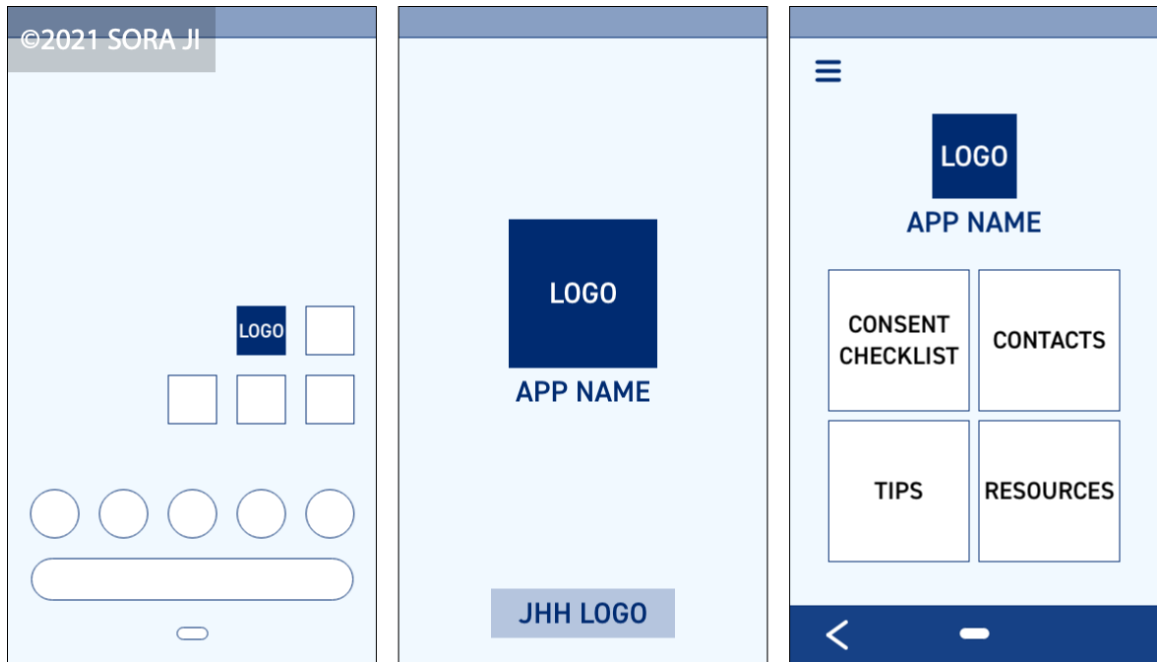 ©2021 SORA JI
LOGO
LOGO
APP NAME
JHH LOGO
LOGO
APP NAME
CONSENT
CHECKLIST
CONTACTS
TIPS
RESOURCES